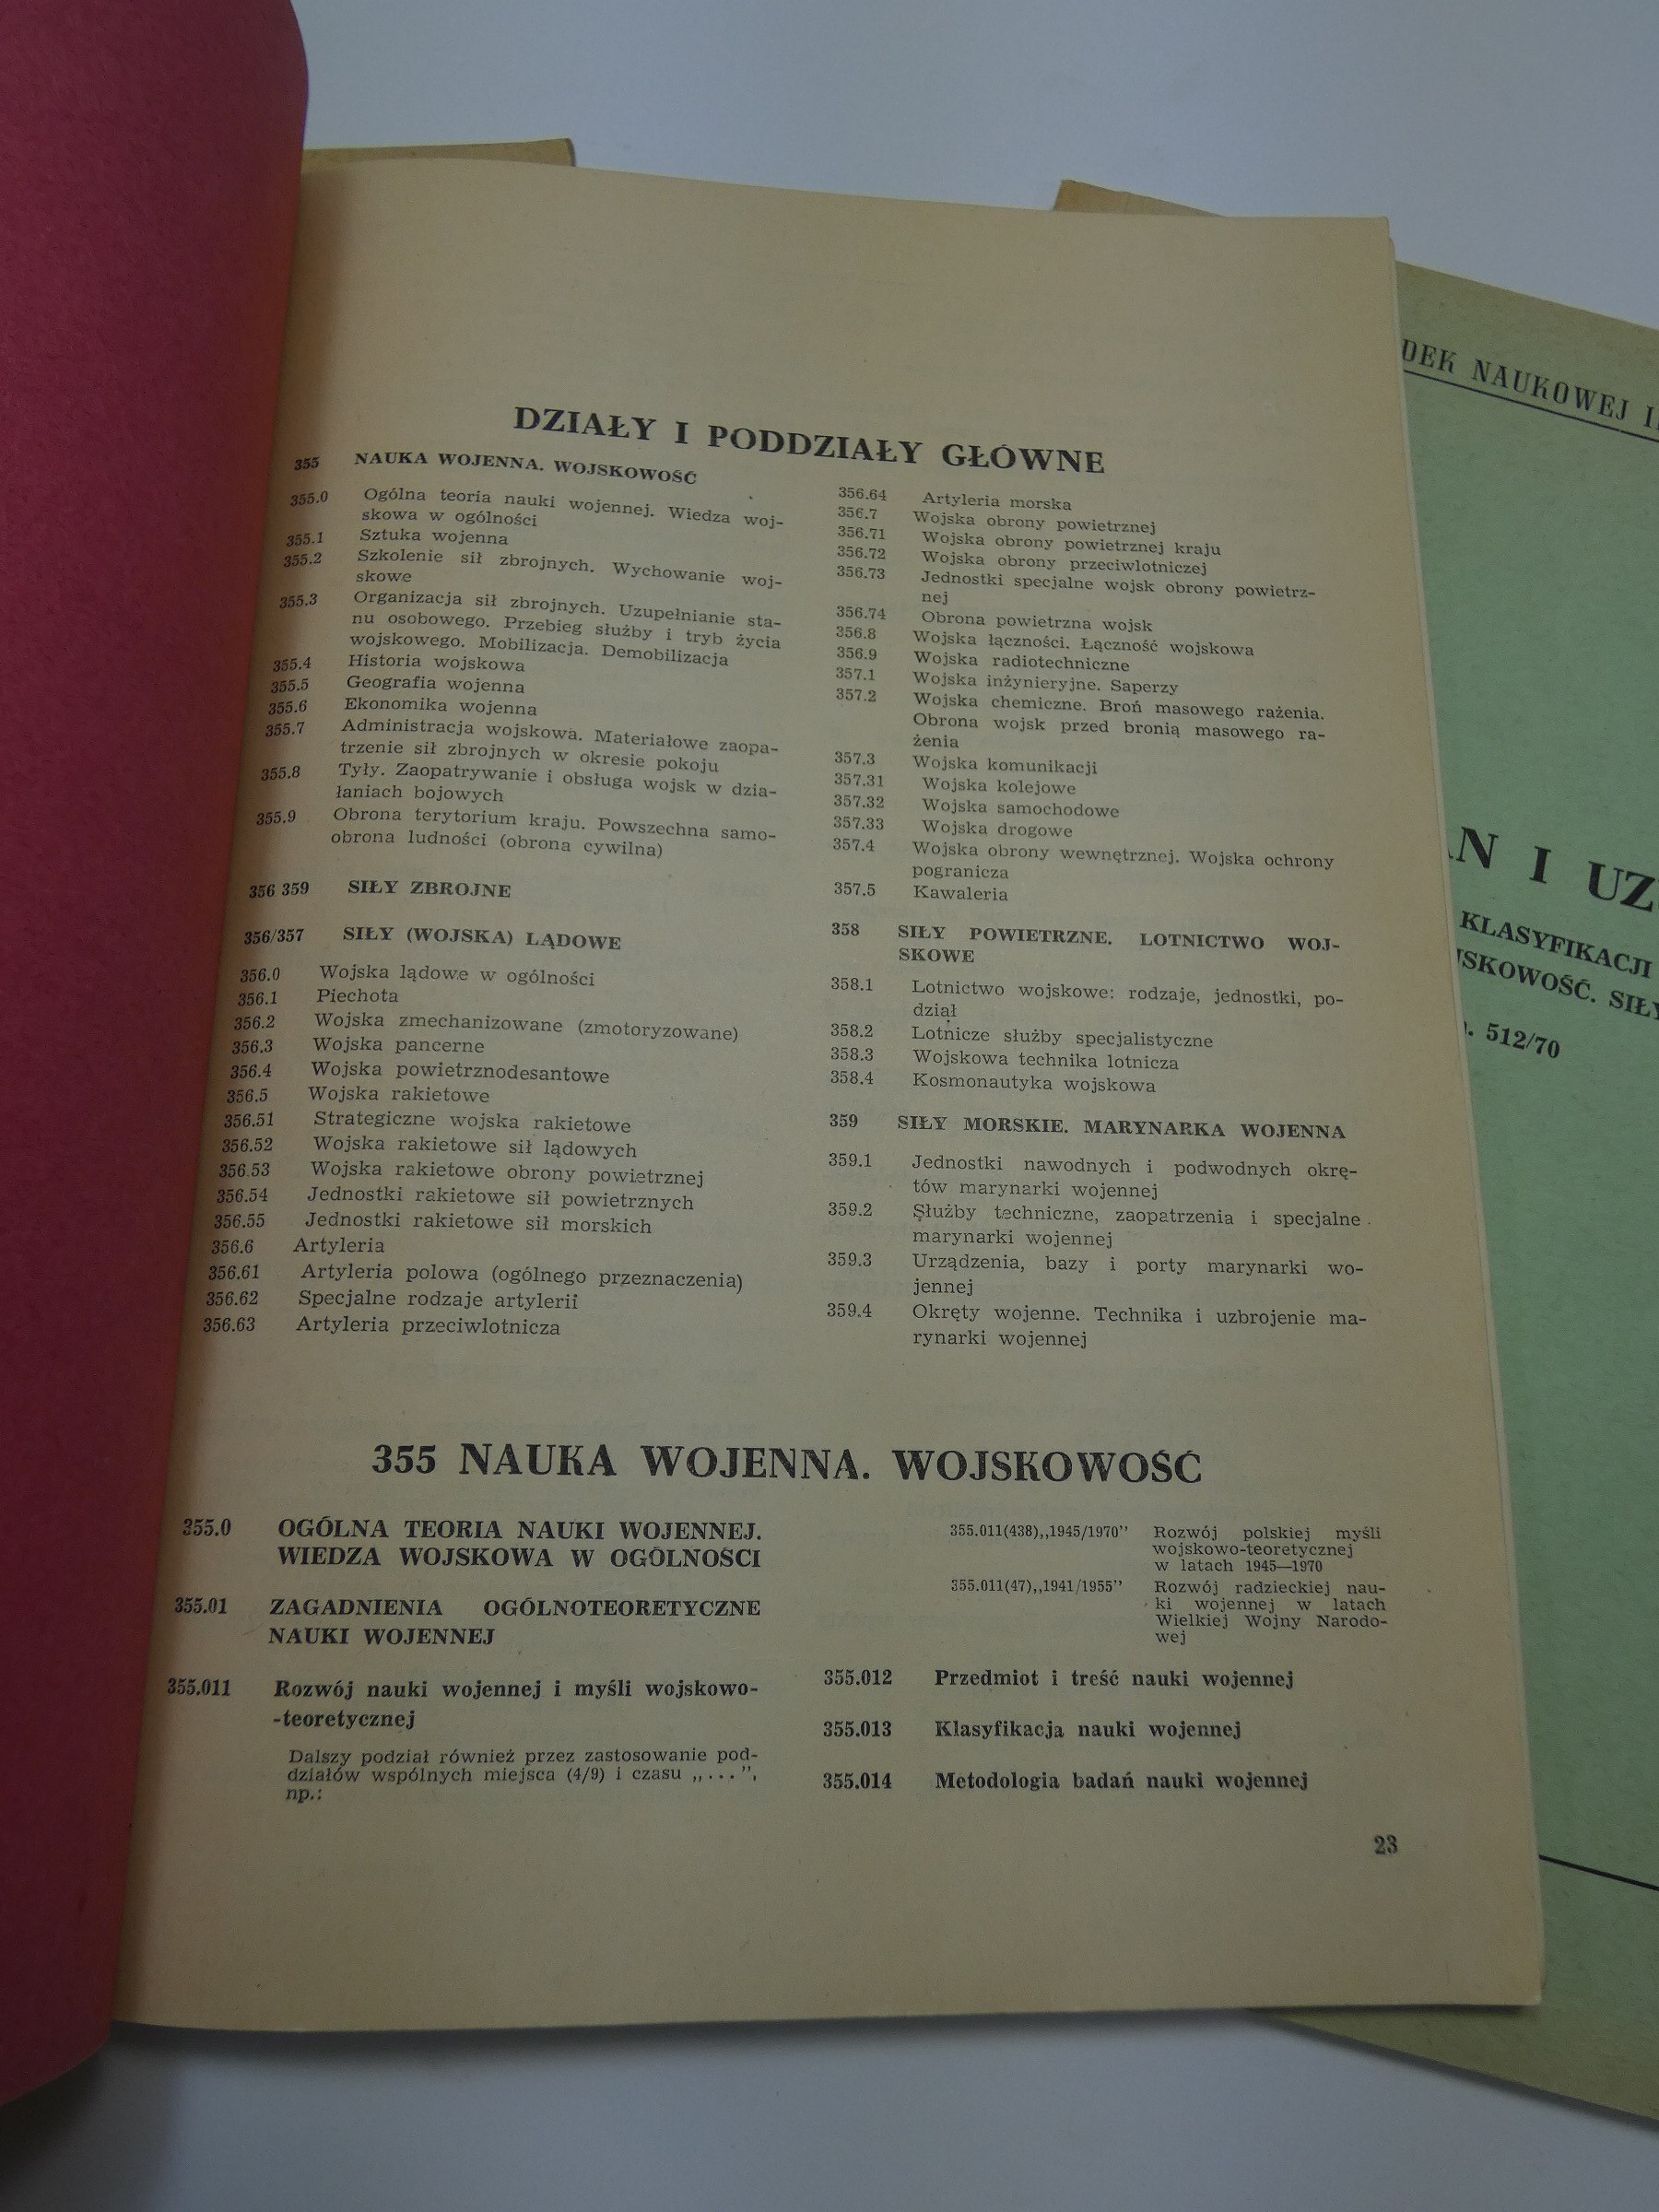 DZIAŁY I PODDZIAŁY GŁÓWNE
355 NAUKA WOJENNA. WOJSKOWOŚĆ
355.0 Ogólna teoria nauki wojennej. Wiedza woj-
skowa w ogólności
355.1 Sztuka wojenna
355.2 Szkolenie sił zbrojnych. Wychowanie woj-
skowe
355.3 Organizacja sił zbrojnych. Uzupełnianie sta-
nu osobowego. Przebieg służby i tryb życia
wojskowego. Mobilizacja. Demobilizacja
355.4 Historia wojskowa
355.5 Geografia wojenna
355.6 Ekonomika wojenna
355.7 Administracja wojskowa. Materiałowe zaopa-
trzenie sił zbrojnych w okresie pokoju
355.8 Tyły. Zaopatrywanie i obsługa wojsk w dzia-
łaniach bojowych
355.9 Obrona terytorium kraju. Powszechna samo-
obrona ludności (obrona cywilna)
356 359 SIŁY ZBROJNE
356/357 SIŁY (WOJSKA) LĄDOWE
356.0 Wojska lądowe w ogólności
356.1 Piechota
356.2 Wojska zmechanizowane (zmotoryzowane)
356.3 Wojska pancerne
356.4 Wojska powietrznodesantowe
356.5 Wojska rakietowe
356.51 Strategiczne wojska rakietowe
356.52 Wojska rakietowe sił lądowych
356.53 Wojska rakietowe obrony powietrznej
356.54 Jednostki rakietowe sił powietrznych
356.55 Jednostki rakietowe sił morskich
356.6 Artyleria
356.61 Artyleria polowa (ogólnego przeznaczenia)
356.62 Specjalne rodzaje artylerii
356.63 Artyleria przeciwlotnicza
356.64 Artyleria morska
356.7 Wojska obrony powietrznej
356.71 Wojska obrony powietrznej kraju
356.72 Wojska obrony przeciwlotniczej
356.73 Jednostki specjalne wojsk obrony powietrz-
nej
356.74 Obrona powietrzna wojsk
356.8 Wojska łączności. Łączność wojskowa
356.9 Wojska radiotechniczne
357.1 Wojska inżynieryjne. Saperzy
357.2 Wojska chemiczne. Broń masowego rażenia.
Obrona wojsk przed bronią masowego ra-
żenia
357.3 Wojska komunikacji
357.31 Wojska kolejowe
357.32 Wojska samochodowe
357.33 Wojska drogowe
357.4 Wojska obrony wewnętrznej. Wojska ochrony
pogranicza
357.5 Kawaleria
358 SIŁY POWIETRZNE. LOTNICTWO WOJ-
SKOWE
358.1 Lotnictwo wojskowe: rodzaje, jednostki, po-
dział
358.2 Lotnicze służby specjalistyczne
358.3 Wojskowa technika lotnicza
358.4 Kosmonautyka wojskowa
359 SIŁY MORSKIE. MARYNARKA WOJENNA
359.1 Jednostki nawodnych i podwodnych okrę-
tów marynarki wojennej
359.2 Służby techniczne, zaopatrzenia i specjalne
marynarki wojennej
359.3 Urządzenia, bazy i porty marynarki wo-
jennej
359.4 Okręty wojenne. Technika i uzbrojenie ma-
rynarki wojennej
355 NAUKA WOJENNA. WOJSKOWOŚĆ
355.0 OGÓLNA TEORIA NAUKI WOJENNEJ.
WIEDZA WOJSKOWA W OGÓLNOŚCI
355.01 ZAGADNIENIA OGÓLNOTEORETYCZNE
NAUKI WOJENNEJ
355.011 Rozwój nauki wojennej i myśli wojskowo-
-teoretycznej
Dalszy podział również przez zastosowanie pod-
działów wspólnych miejsca (4/9) i czasu „...”,
np.:
355.011(438)„1945/1970” Rozwój polskiej myśli
wojskowo-teoretycznej
w latach 1945—1970
355.011(47)„1941/1955” Rozwój radzieckiej nau-
ki wojennej w latach
Wielkiej Wojny Narodo-
wej
355.012 Przedmiot i treść nauki wojennej
355.013 Klasyfikacja nauki wojennej
355.014 Metodologia badań nauki wojennej
23
DEK NAUKOWEJ
N I UZ
KLASYFIKACJI
JSKOWOŚĆ. SIŁY
512/70